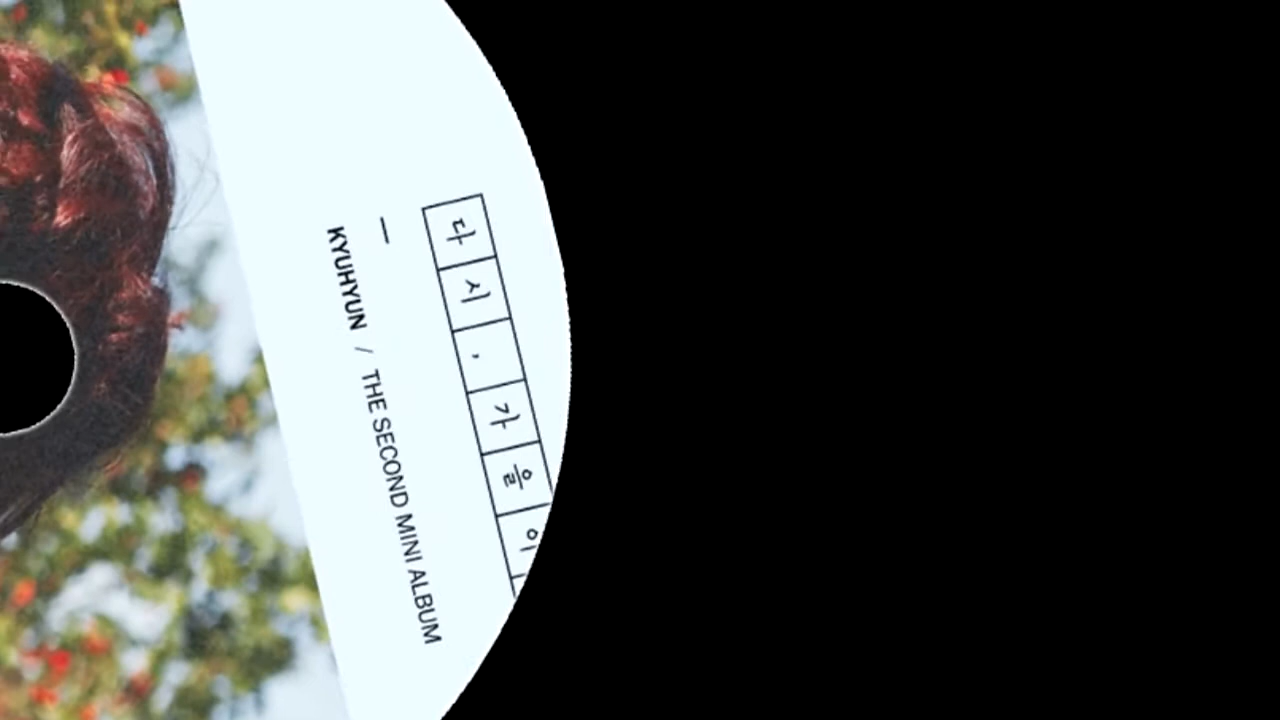 다시, 가을이
—
KYUHYUN / THE SECOND MINI ALBUM